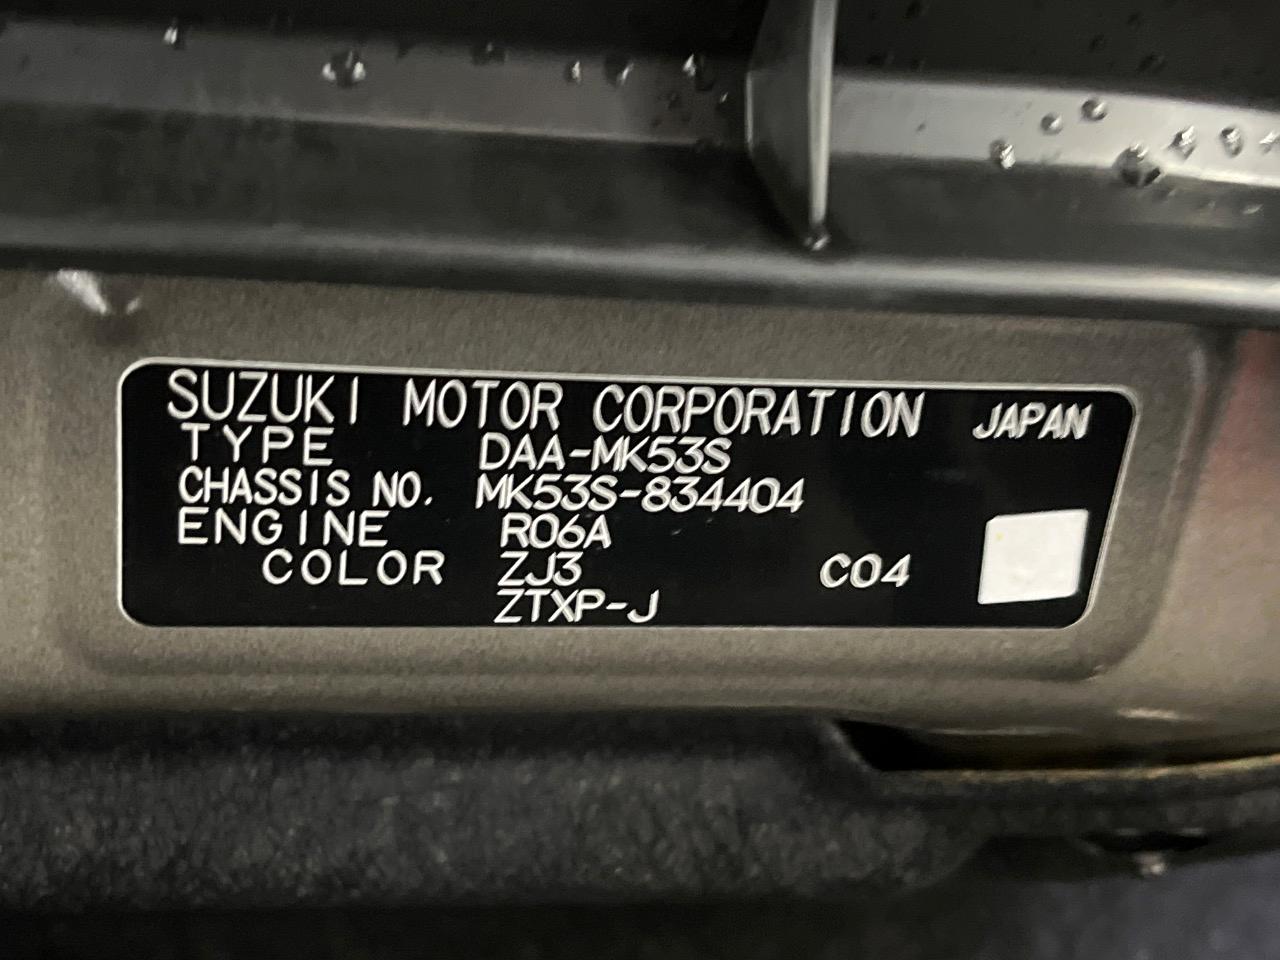 SUZUKI MOTOR CORPORATION JAPAN
TYPE DAA-MK53S
CHASSIS NO. MK53S-834404
ENGINE R06A
COLOR ZJ3 C04
ZTXP-J